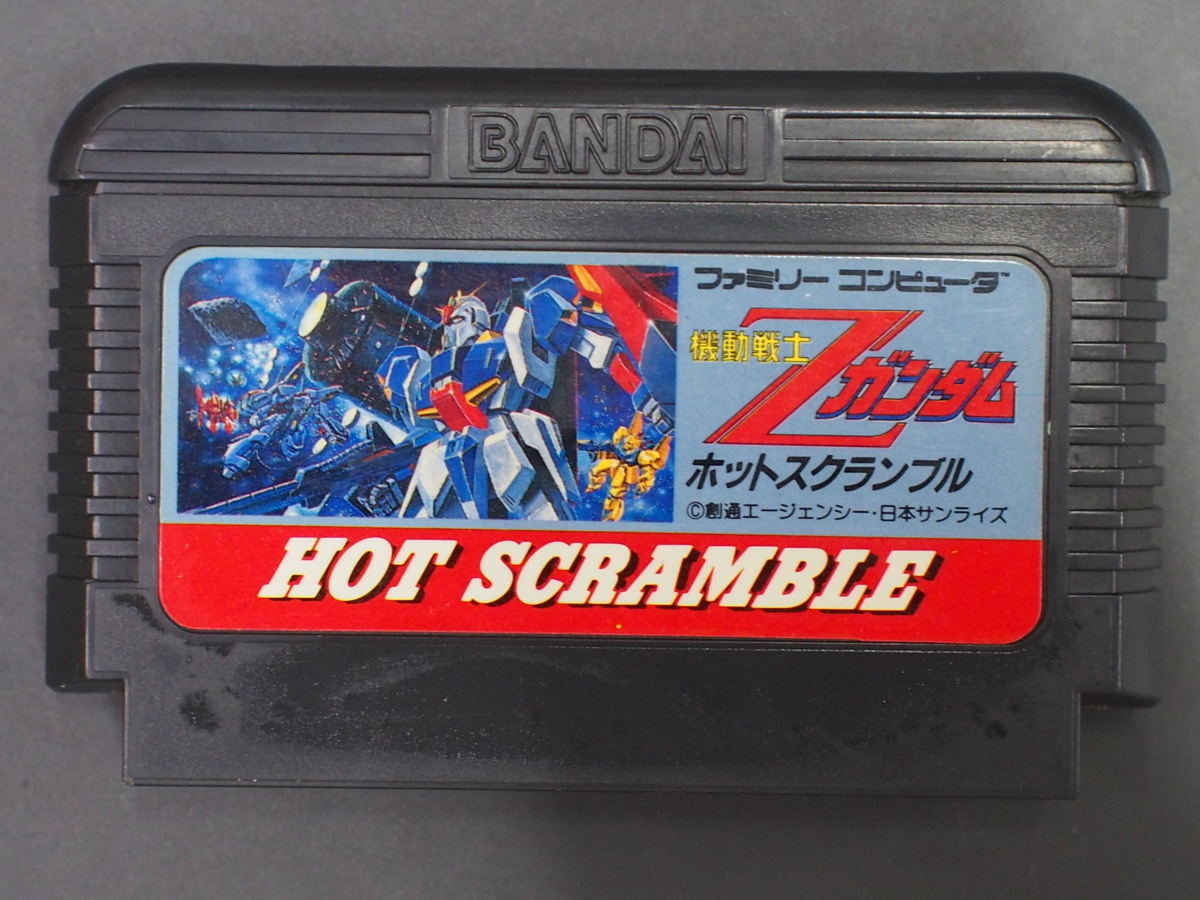 BANDAI
ファミリーコンピュータ™
機動戦士
Zガンダム
ホットスクランブル
©創通エージェンシー・日本サンライズ
HOT SCRAMBLE